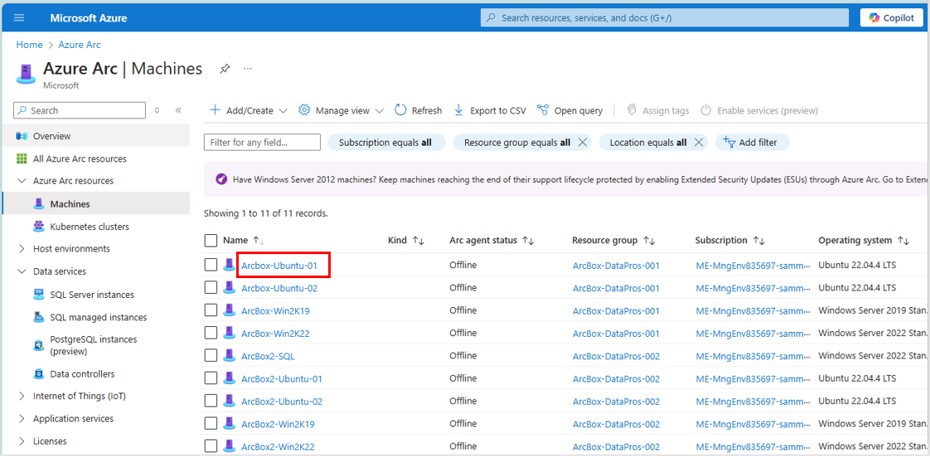 Microsoft Azure
Search resources, services, and docs (G+/)
Copilot
Home > Azure Arc
Azure Arc | Machines
Microsoft
Search
Add/Create
Manage view
Refresh
Export to CSV
Open query
Assign tags
Enable services (preview)
Overview
All Azure Arc resources
Azure Arc resources
Machines
Kubernetes clusters
Host environments
Data services
SQL Server instances
SQL managed instances
PostgreSQL instances
(preview)
Data controllers
Internet of Things (IoT)
Application services
Licenses
Filter for any field...
Subscription equals all
Resource group equals all
Location equals all
Add filter
Have Windows Server 2012 machines? Keep machines reaching the end of their support lifecycle protected by enabling Extended Security Updates (ESUs) through Azure Arc. Go to Exten
Showing 1 to 11 of 11 records.
Name Kind Arc agent status Resource group Subscription Operating system
Arcbox-Ubuntu-01 Offline ArcBox-DataPros-001 ME-MngEnv835697-samm... Ubuntu 22.04.4 LTS
Arcbox-Ubuntu-02 Offline ArcBox-DataPros-001 ME-MngEnv835697-samm... Ubuntu 22.04.4 LTS
ArcBox-Win2K19 Offline ArcBox-DataPros-001 ME-MngEnv835697-samm... Windows Server 2019 Stan.
ArcBox-Win2K22 Offline ArcBox-DataPros-001 ME-MngEnv835697-samm... Windows Server 2022 Stan.
ArcBox2-SQL Offline ArcBox-DataPros-002 ME-MngEnv835697-samm... Windows Server 2022 Stan.
ArcBox2-Ubuntu-01 Offline ArcBox-DataPros-002 ME-MngEnv835697-samm... Ubuntu 22.04.4 LTS
ArcBox2-Ubuntu-02 Offline ArcBox-DataPros-002 ME-MngEnv835697-samm... Ubuntu 22.04.4 LTS
ArcBox2-Win2K19 Offline ArcBox-DataPros-002 ME-MngEnv835697-samm... Windows Server 2019 Stan.
ArcBox2-Win2K22 Offline ArcBox-DataPros-002 ME-MngEnv835697-samm... Windows Server 2022 Stan.